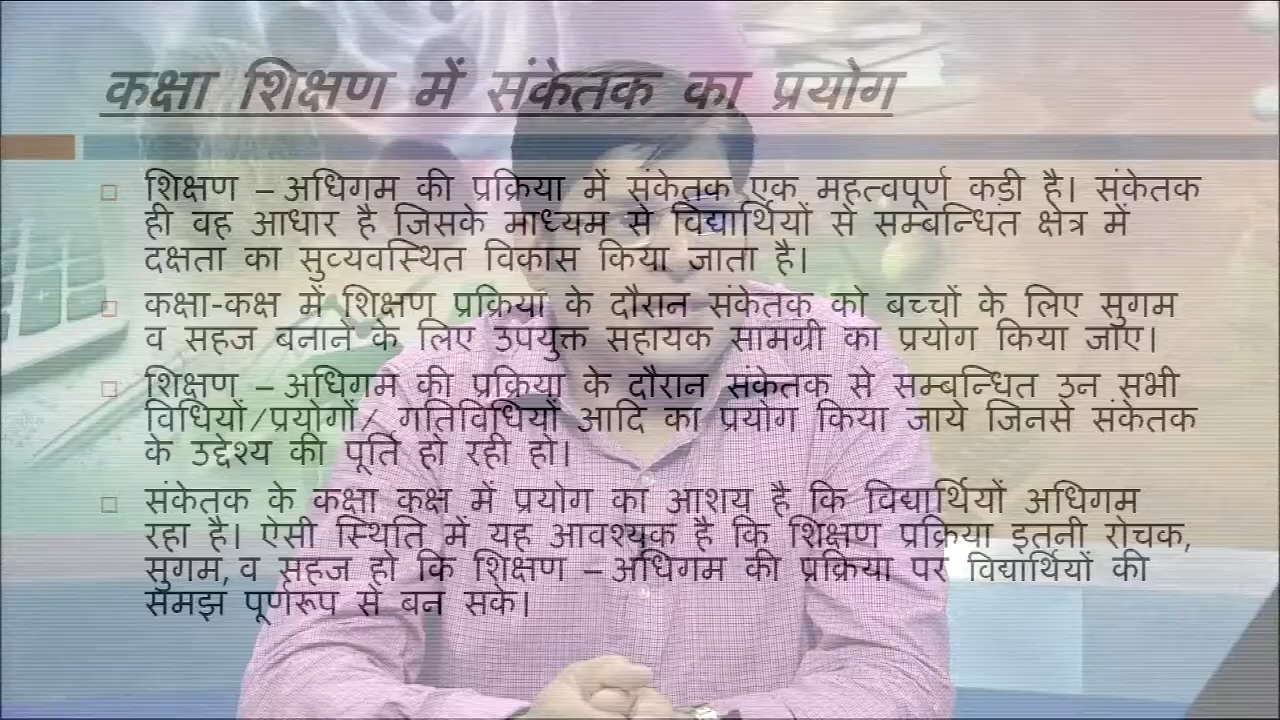 कक्षा शिक्षण में संकेतक का प्रयोग
शिक्षण – अधिगम की प्रक्रिया में संकेतक एक महत्वपूर्ण कड़ी है। संकेतक
ही वह आधार है जिसके माध्यम से विद्यार्थियों से सम्बन्धित क्षेत्र में
दक्षता का सुव्यवस्थित विकास किया जाता है।
कक्षा-कक्ष में शिक्षण प्रक्रिया के दौरान संकेतक को बच्चों के लिए सुगम
व सहज बनाने के लिए उपयुक्त सहायक सामग्री का प्रयोग किया जाए।
शिक्षण – अधिगम की प्रक्रिया के दौरान संकेतक से सम्बन्धित उन सभी
विधियों/प्रयोगों/ गतिविधियों आदि का प्रयोग किया जाये जिनसे संकेतक
के उद्देश्य की पूर्ति हो रही हो।
संकेतक के कक्षा कक्ष में प्रयोग का आशय है कि विद्यार्थियों अधिगम
रहा है। ऐसी स्थिति में यह आवश्यक है कि शिक्षण प्रक्रिया इतनी रोचक,
सुगम, व सहज हो कि शिक्षण – अधिगम की प्रक्रिया पर विद्यार्थियों की
समझ पूर्णरूप से बन सके।